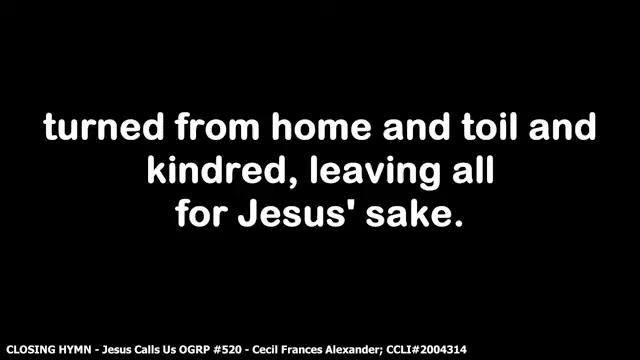 turned from home and toil and
kindred, leaving all
for Jesus' sake.
CLOSING HYMN - Jesus Calls Us OGRP #520 - Cecil Frances Alexander; CCLI#2004314